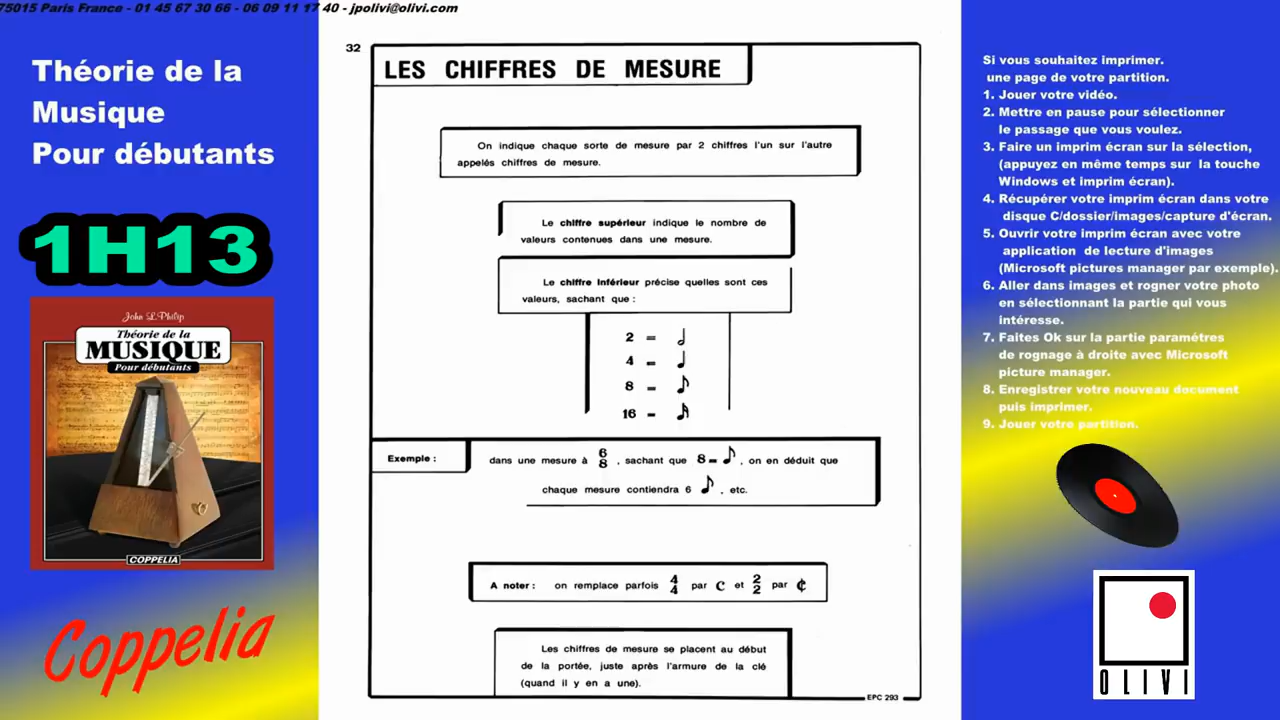 75015 Paris France - 01 45 67 30 66 - 06 09 11 17 40 - jpolivi@olivi.com
Théorie de la
Musique
Pour débutants
1H13
John L. Philip
Théorie de la
MUSIQUE
Pour débutants
COPPELIA
Coppelia
32
LES CHIFFRES DE MESURE
On indique chaque sorte de mesure par 2 chiffres l'un sur l'autre
appelés chiffres de mesure.
Le chiffre supérieur indique le nombre de
valeurs contenues dans une mesure.
Le chiffre inférieur précise quelles sont ces
valeurs, sachant que :
2 = 𝅗𝅥
4 = ♩
8 = ♪
16 = 𝅘𝅥𝅯
Exemple :
dans une mesure à 6/8 , sachant que 8 = ♪ , on en déduit que
chaque mesure contiendra 6 ♪ , etc.
A noter : on remplace parfois 4/4 par C et 2/2 par ¢
Les chiffres de mesure se placent au début
de la portée, juste après l'armure de la clé
(quand il y en a une).
EPC 293
Si vous souhaitez imprimer.
une page de votre partition.
1. Jouer votre vidéo.
2. Mettre en pause pour sélectionner
le passage que vous voulez.
3. Faire un imprim écran sur la sélection,
(appuyez en même temps sur la touche
Windows et imprim écran).
4. Récupérer votre imprim écran dans votre
disque C/dossier/images/capture d'écran.
5. Ouvrir votre imprim écran avec votre
application de lecture d'images
(Microsoft pictures manager par exemple).
6. Aller dans images et rogner votre photo
en sélectionnant la partie qui vous
intéresse.
7. Faites Ok sur la partie paramétres
de rognage à droite avec Microsoft
picture manager.
8. Enregistrer votre nouveau document
puis imprimer.
9. Jouer votre partition.
OLIVI